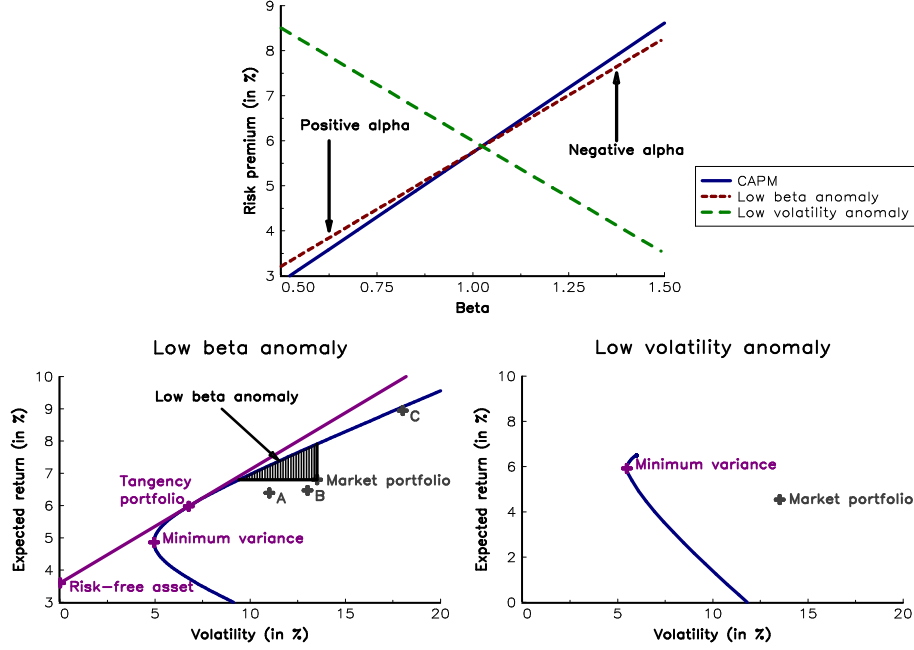 9
8
7
6
5
4
3
Risk premium (in %)
Positive alpha
Negative alpha
0.50
0.75
1.00
1.25
1.50
Beta
CAPM
Low beta anomaly
Low volatility anomaly
Low beta anomaly
10
9
8
7
6
5
4
3
Expected return (in %)
Low beta anomaly
C
Tangency
portfolio
Market portfolio
A
B
Minimum variance
Risk-free asset
0
5
10
15
20
Volatility (in %)
Low volatility anomaly
10
8
6
4
2
0
Expected return (in %)
Minimum variance
Market portfolio
0
5
10
15
20
Volatility (in %)